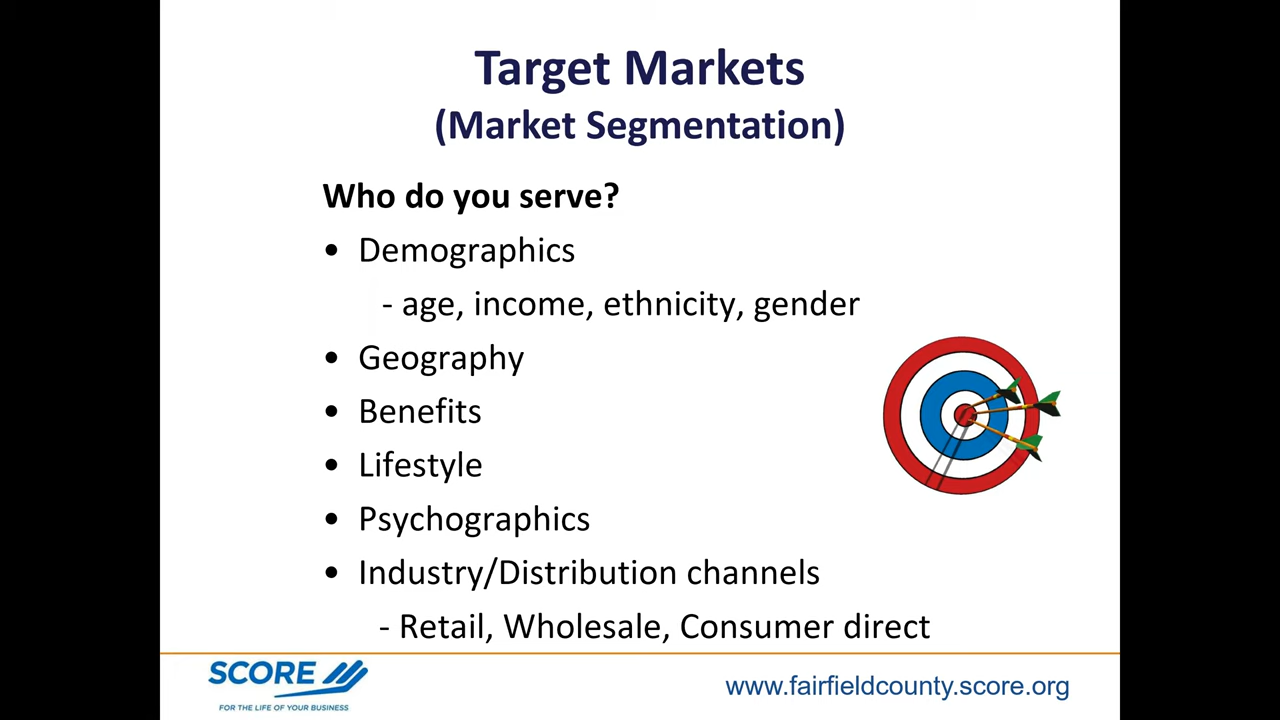 Target Markets
(Market Segmentation)
Who do you serve?
• Demographics
- age, income, ethnicity, gender
• Geography
• Benefits
• Lifestyle
• Psychographics
• Industry/Distribution channels
- Retail, Wholesale, Consumer direct
SCORE
FOR THE LIFE OF YOUR BUSINESS
www.fairfieldcounty.score.org